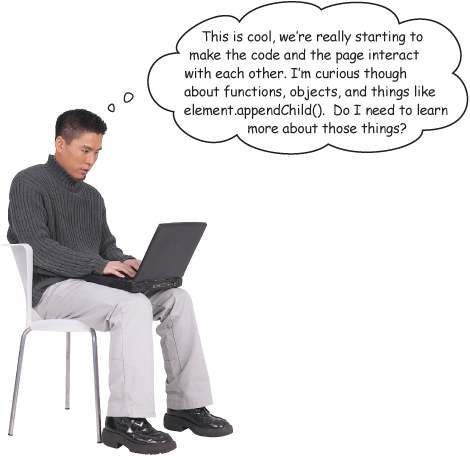 This is cool, we're really starting to
make the code and the page interact
with each other. I'm curious though
about functions, objects, and things like
element.appendChild().  Do I need to learn
more about those things?